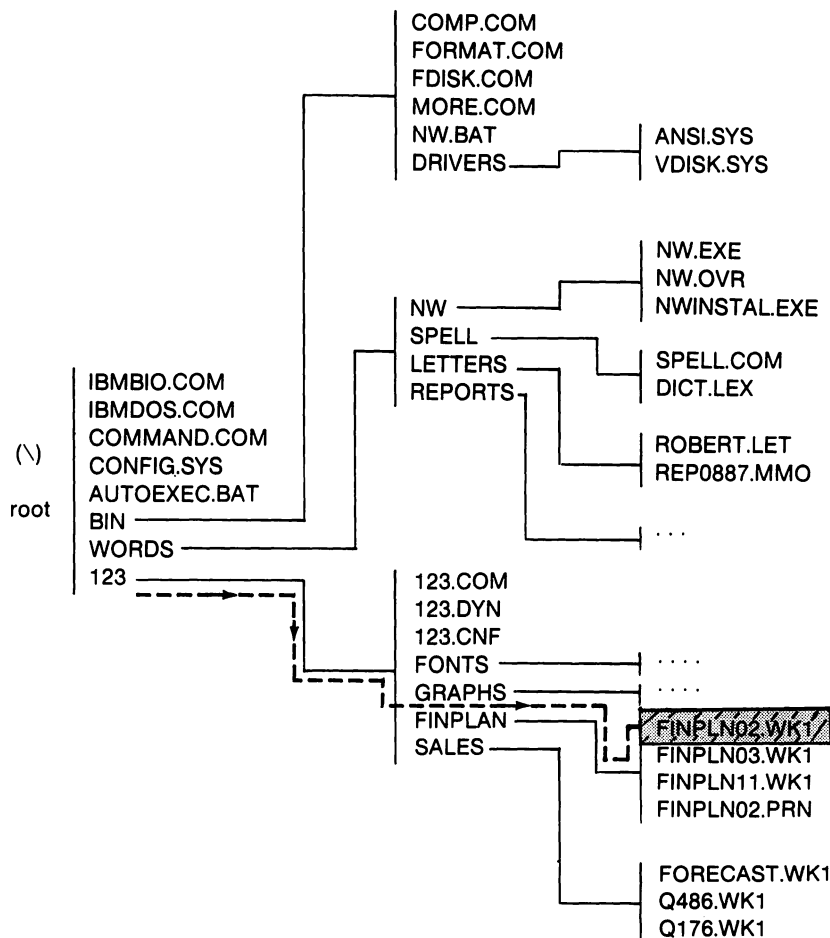 COMP.COM
FORMAT.COM
FDISK.COM
MORE.COM
NW.BAT
DRIVERS
ANSI.SYS
VDISK.SYS
NW
SPELL
LETTERS
REPORTS
NW.EXE
NW.OVR
NWINSTAL.EXE
SPELL.COM
DICT.LEX
ROBERT.LET
REP0887.MMO
. . .
(\)
root
IBMBIO.COM
IBMDOS.COM
COMMAND.COM
CONFIG.SYS
AUTOEXEC.BAT
BIN
WORDS
123
123.COM
123.DYN
123.CNF
FONTS
GRAPHS
FINPLAN
SALES
. . . .
. . . .
FINPLN02.WK1
FINPLN03.WK1
FINPLN11.WK1
FINPLN02.PRN
FORECAST.WK1
Q486.WK1
Q176.WK1